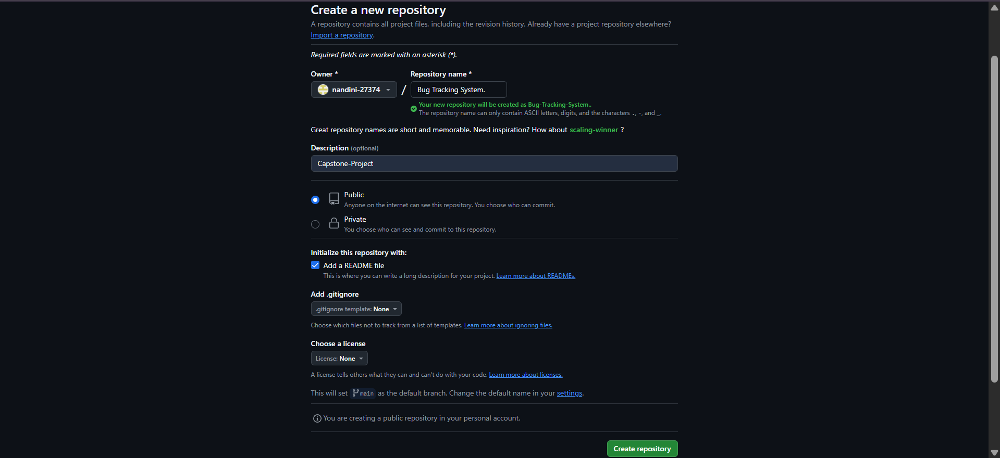 Create a new repository
A repository contains all project files, including the revision history. Already have a project repository elsewhere?
Import a repository.
Required fields are marked with an asterisk (*).
Owner * Repository name *
nandini-27374 / Bug Tracking System.
Your new repository will be created as Bug-Tracking-System..
The repository name can only contain ASCII letters, digits, and the characters ., -, and _.
Great repository names are short and memorable. Need inspiration? How about scaling-winner ?
Description (optional)
Capstone-Project
Public
Anyone on the internet can see this repository. You choose who can commit.
Private
You choose who can see and commit to this repository.
Initialize this repository with:
Add a README file
This is where you can write a long description for your project. Learn more about READMEs.
Add .gitignore
.gitignore template: None
Choose which files not to track from a list of templates. Learn more about ignoring files.
Choose a license
License: None
A license tells others what they can and can't do with your code. Learn more about licenses.
This will set main as the default branch. Change the default name in your settings.
You are creating a public repository in your personal account.
Create repository